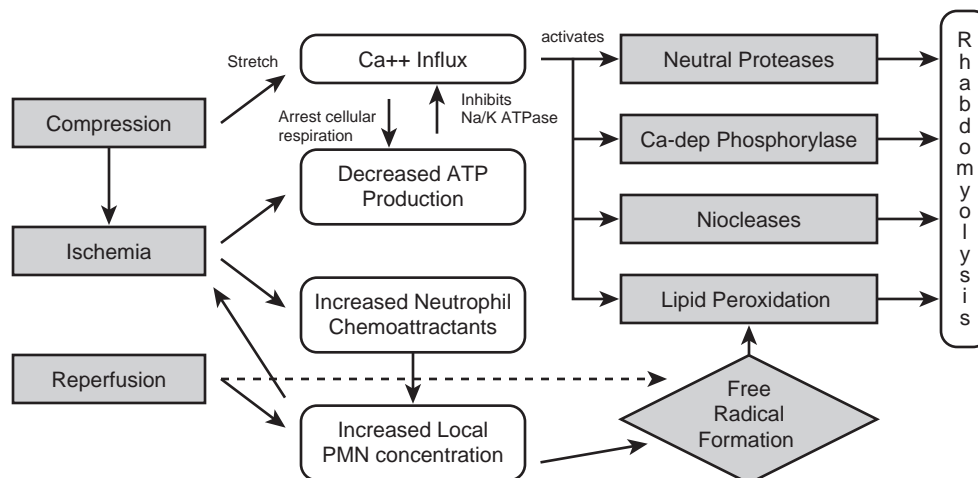 Stretch
Ca++ Influx
activates
Neutral Proteases
Compression
Arrest cellular
respiration
Inhibits
Na/K ATPase
Ca-dep Phosphorylase
Decreased ATP
Production
Ischemia
Niocleases
Increased Neutrophil
Chemoattractants
Lipid Peroxidation
Reperfusion
Free
Radical
Formation
Increased Local
PMN concentration
Rhabdomyolysis